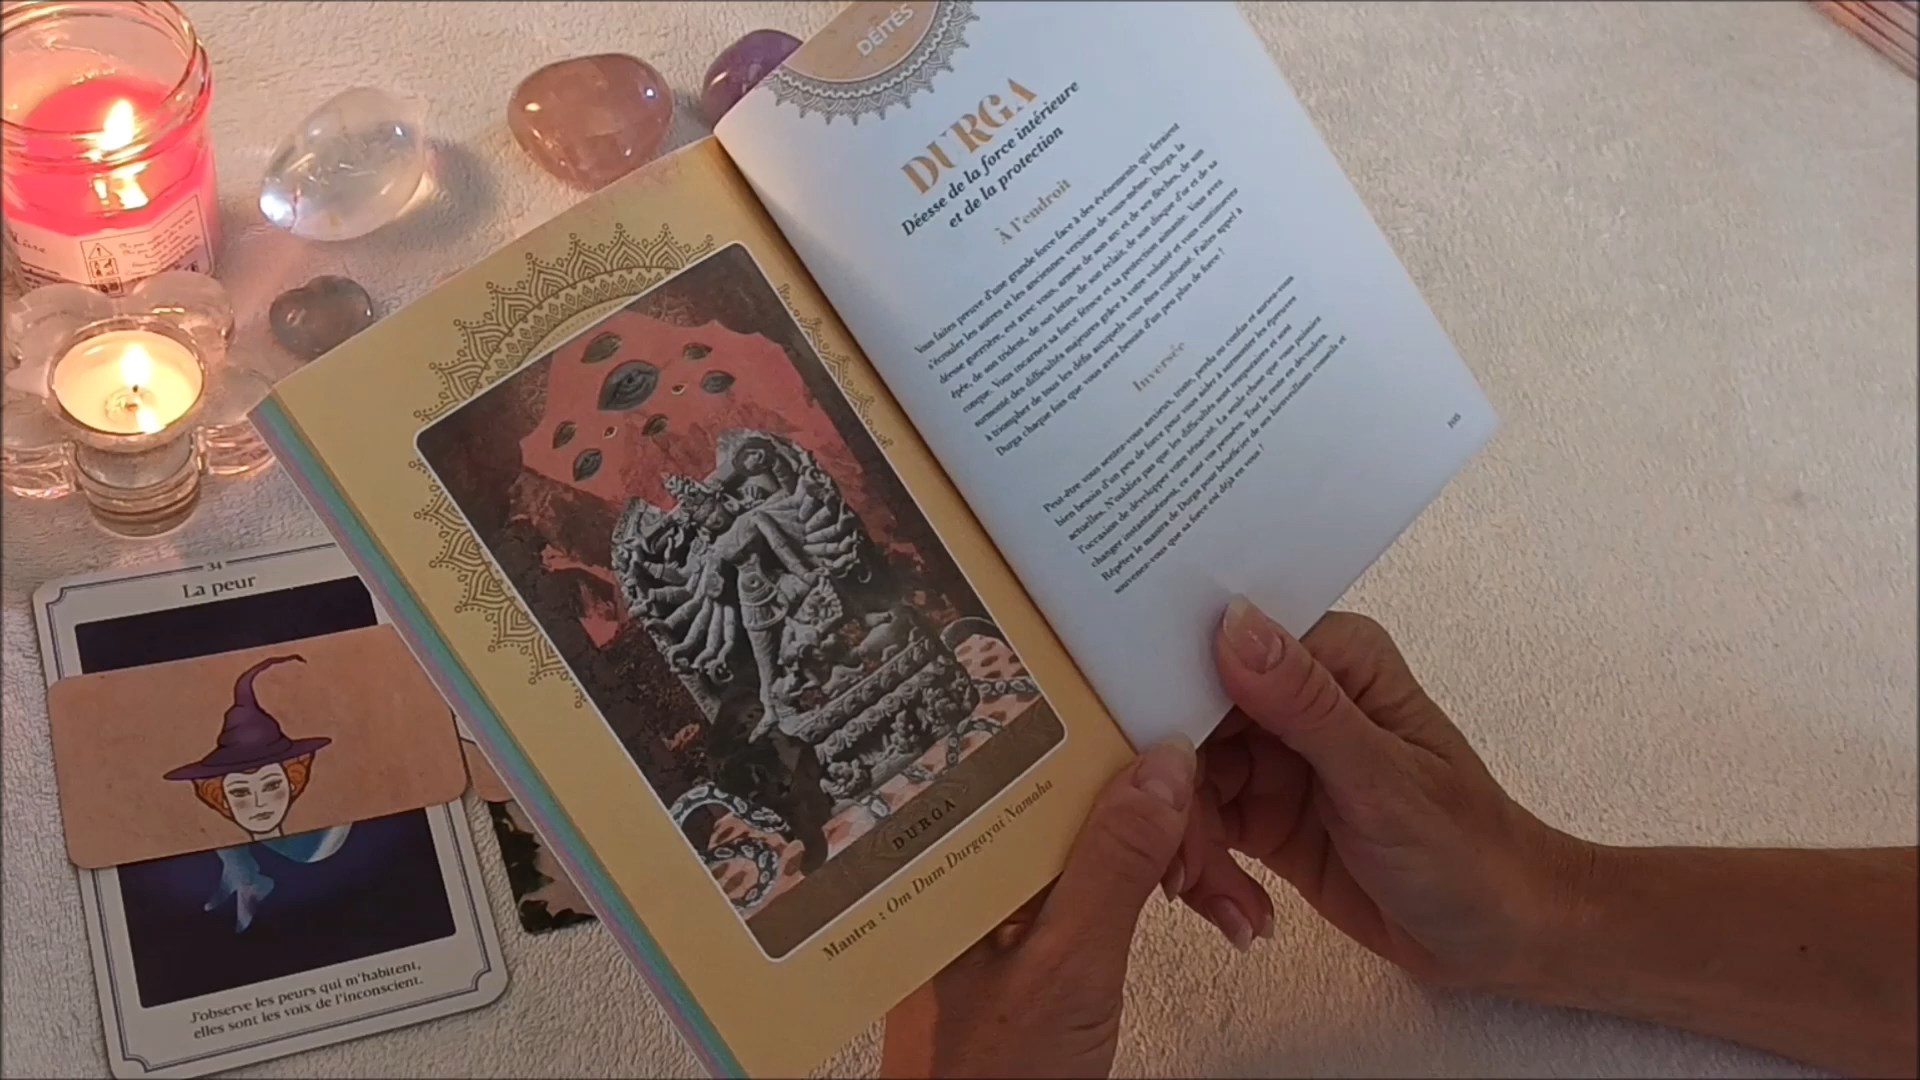 DÉITÉS
DURGA
Déesse de la force intérieure
et de la protection
À l'endroit
Vous faites preuve d'une grande force face à des événements qui feraient
s'écrouler les autres et les anciennes versions de vous-même. Durga, la
déesse guerrière, est avec vous, armée de son arc et de ses flèches, de son
épée, de son trident, de son lotus, de son éclair, de son disque d'or et de sa
conque. Vous incarnez sa force féroce et sa protection aimante. Vous avez
surmonté des difficultés majeures grâce à votre volonté et vous continuerez
à triompher de tous les défis auxquels vous êtes confronté. Faites appel à
Durga chaque fois que vous avez besoin d'un peu plus de force !
Inversée
Peut-être vous sentez-vous anxieux, triste, perdu ou confus et auriez-vous
bien besoin d'un peu de force pour vous aider à surmonter les épreuves
actuelles. N'oubliez pas que les difficultés sont temporaires et sont
l'occasion de développer votre ténacité. La seule chose que vous puissiez
changer instantanément, ce sont vos pensées. Tout le reste en découlera.
Répétez le mantra de Durga pour bénéficier de ses bienveillants conseils et
souvenez-vous que sa force est déjà en vous !
DURGA
Mantra : Om Dum Durgayai Namaha
34
La peur
J'observe les peurs qui m'habitent,
elles sont les voix de l'inconscient.